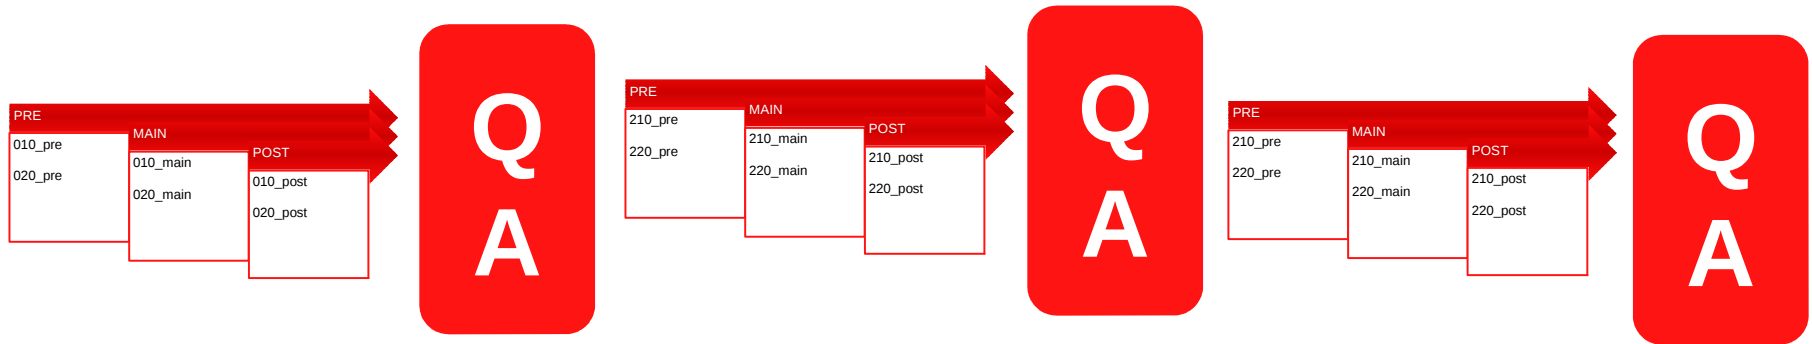 PRE
010_pre
020_pre
MAIN
010_main
020_main
POST
010_post
020_post
Q
A
PRE
210_pre
220_pre
MAIN
210_main
220_main
POST
210_post
220_post
Q
A
PRE
210_pre
220_pre
MAIN
210_main
220_main
POST
210_post
220_post
Q
A